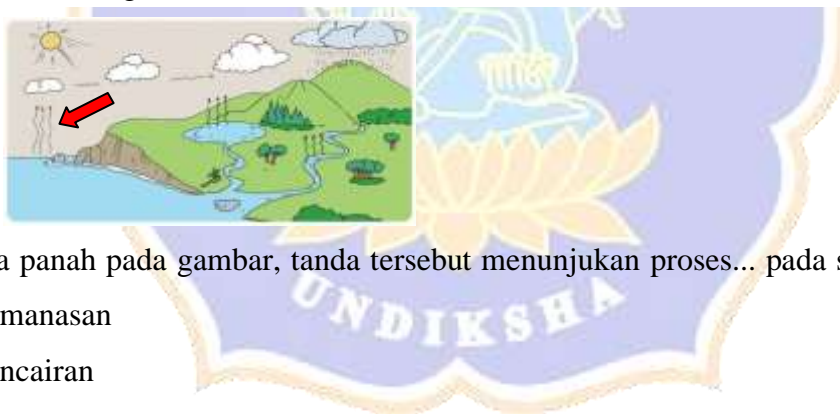 a panah pada gambar, tanda tersebut menunjukan proses... pada s
manasan
ncairan
UNDIKSHA